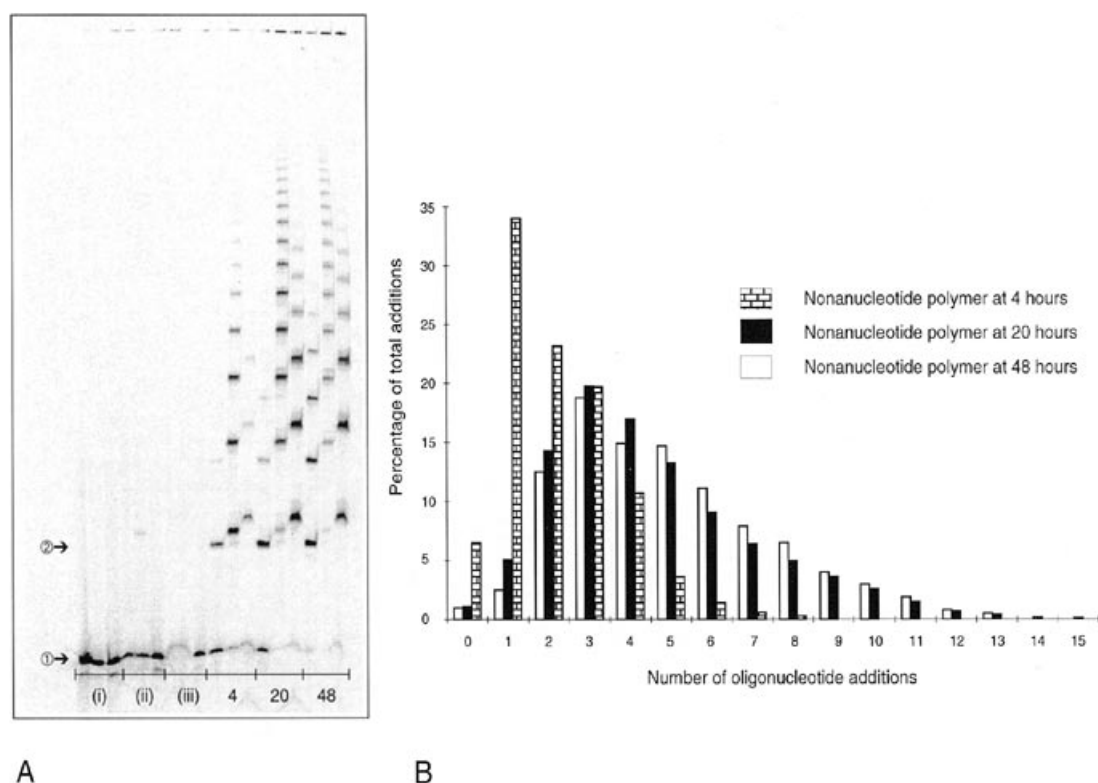 ②→
①→
(i) (ii) (iii) 4 20 48
A
Percentage of total additions
35
30
25
20
15
10
5
0
Nonanucleotide polymer at 4 hours
Nonanucleotide polymer at 20 hours
Nonanucleotide polymer at 48 hours
0 1 2 3 4 5 6 7 8 9 10 11 12 13 14 15
Number of oligonucleotide additions
B